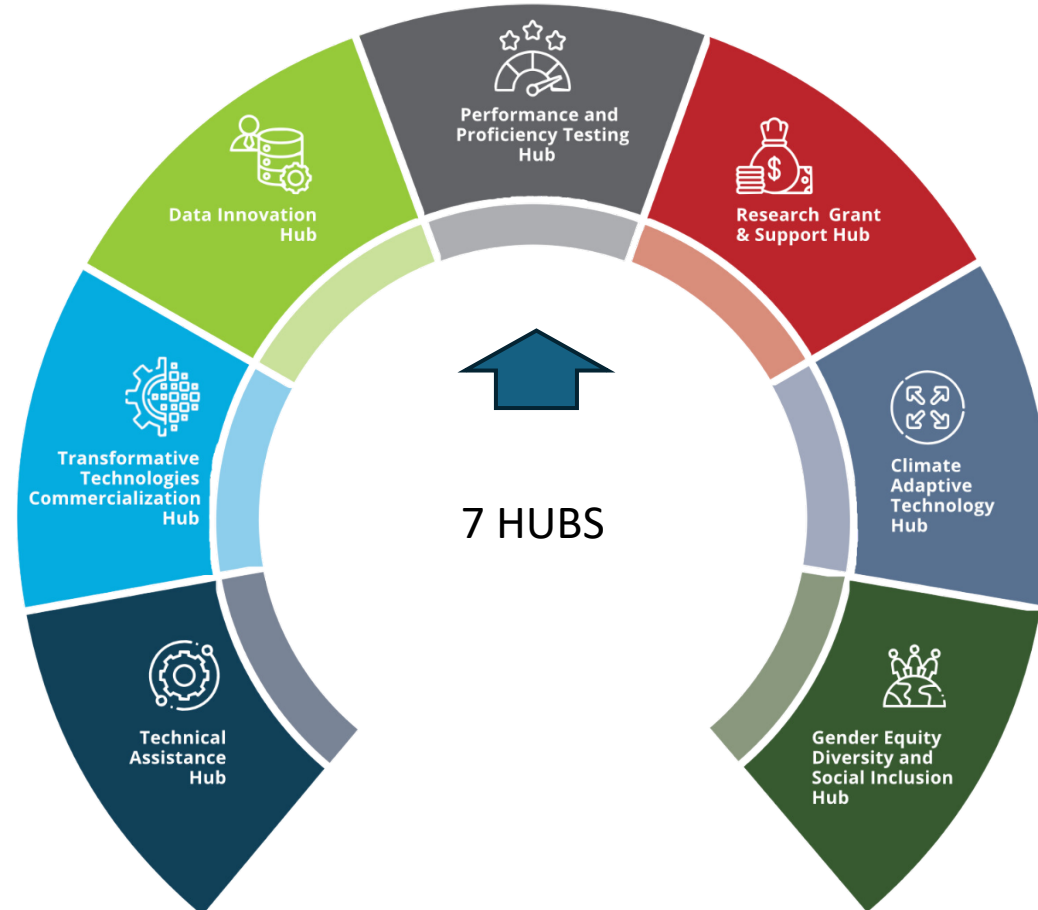 Performance and
Proficiency Testing
Hub
Data Innovation
Hub
Research Grant
& Support Hub
Transformative
Technologies
Commercialization
Hub
Climate
Adaptive
Technology
Hub
7 HUBS
Technical
Assistance
Hub
Gender Equity
Diversity and
Social Inclusion
Hub
$